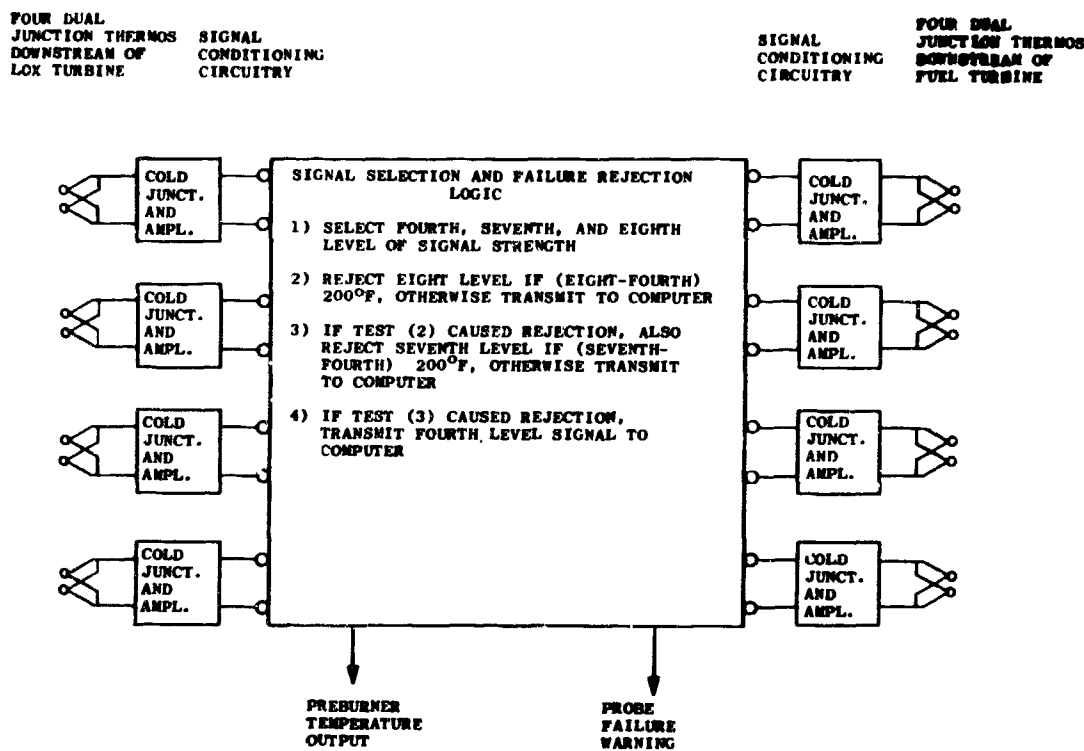 FOUR DUAL
JUNCTION THERMOS
DOWNSTREAM OF
LOX TURBINE
SIGNAL
CONDITIONING
CIRCUITRY
SIGNAL
CONDITIONING
CIRCUITRY
FOUR DUAL
JUNCTION THERMOS
DOWNSTREAM OF
FUEL TURBINE
COLD
JUNCT.
AND
AMPL.
COLD
JUNCT.
AND
AMPL.
COLD
JUNCT.
AND
AMPL.
COLD
JUNCT.
AND
AMPL.
SIGNAL SELECTION AND FAILURE REJECTION
LOGIC
1) SELECT FOURTH, SEVENTH, AND EIGHTH
LEVEL OF SIGNAL STRENGTH
2) REJECT EIGHT LEVEL IF (EIGHT-FOURTH)
200°F, OTHERWISE TRANSMIT TO COMPUTER
3) IF TEST (2) CAUSED REJECTION, ALSO
REJECT SEVENTH LEVEL IF (SEVENTH-
FOURTH) 200°F, OTHERWISE TRANSMIT
TO COMPUTER
4) IF TEST (3) CAUSED REJECTION,
TRANSMIT FOURTH LEVEL SIGNAL TO
COMPUTER
COLD
JUNCT.
AND
AMPL.
COLD
JUNCT.
AND
AMPL.
COLD
JUNCT.
AND
AMPL.
COLD
JUNCT.
AND
AMPL.
PREBURNER
TEMPERATURE
OUTPUT
PROBE
FAILURE
WARNING